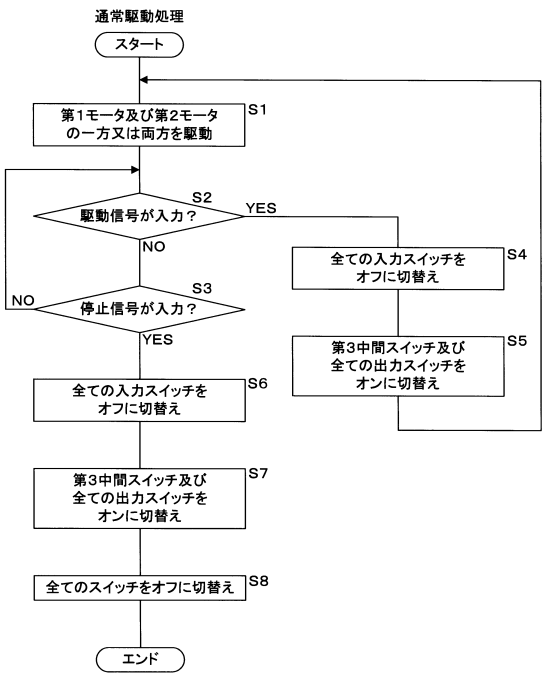 通常駆動処理
スタート
第1モータ及び第2モータ
の一方又は両方を駆動
S1
駆動信号が入力？
S2
YES
NO
停止信号が入力？
S3
NO
YES
全ての入力スイッチを
オフに切替え
S4
第3中間スイッチ及び
全ての出力スイッチを
オンに切替え
S5
全ての入力スイッチを
オフに切替え
S6
第3中間スイッチ及び
全ての出力スイッチを
オンに切替え
S7
全てのスイッチをオフに切替え
S8
エンド